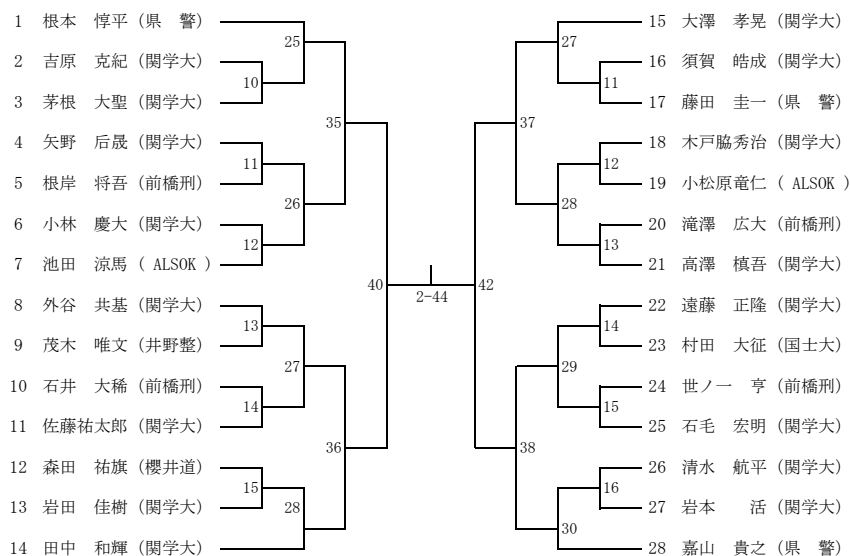 1 根本 惇平 (県 警)
2 吉原 克紀 (関学大)
3 茅根 大聖 (関学大)
4 矢野 后晟 (関学大)
5 根岸 将吾 (前橋刑)
6 小林 慶大 (関学大)
7 池田 涼馬 ( ALSOK )
8 外谷 共基 (関学大)
9 茂木 唯文 (井野整)
10 石井 大稀 (前橋刑)
11 佐藤祐太郎 (関学大)
12 森田 祐旗 (櫻井道)
13 岩田 佳樹 (関学大)
14 田中 和輝 (関学大)
25
10
11
26
12
35
13
27
14
15
28
36
40
2-44
42
37
27
11
12
28
13
14
29
15
38
16
30
15 大澤 孝晃 (関学大)
16 須賀 皓成 (関学大)
17 藤田 圭一 (県 警)
18 木戸脇秀治 (関学大)
19 小松原竜仁 ( ALSOK )
20 滝澤 広大 (前橋刑)
21 高澤 槙吾 (関学大)
22 遠藤 正隆 (関学大)
23 村田 大征 (国士大)
24 世ノ一 亨 (前橋刑)
25 石毛 宏明 (関学大)
26 清水 航平 (関学大)
27 岩本 活 (関学大)
28 嘉山 貴之 (県 警)